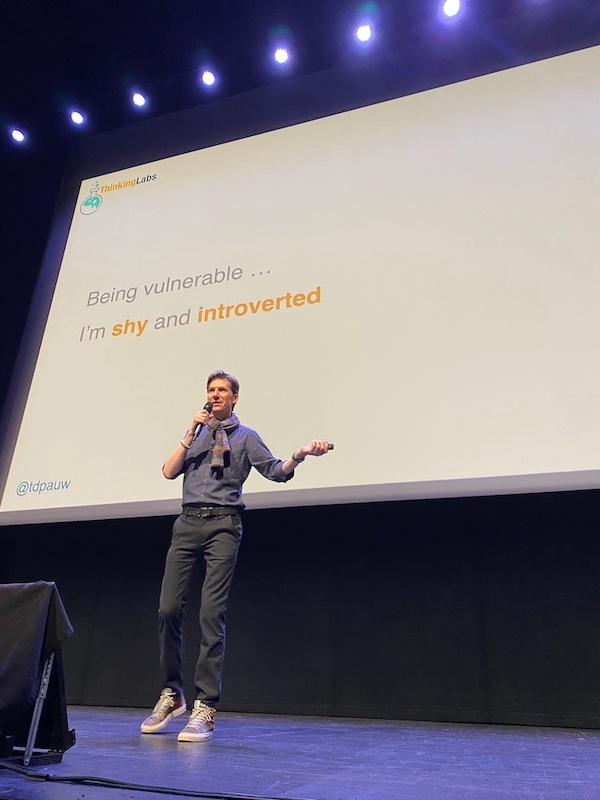 ThinkingLabs
Being vulnerable …
I'm shy and introverted
@tdpauw